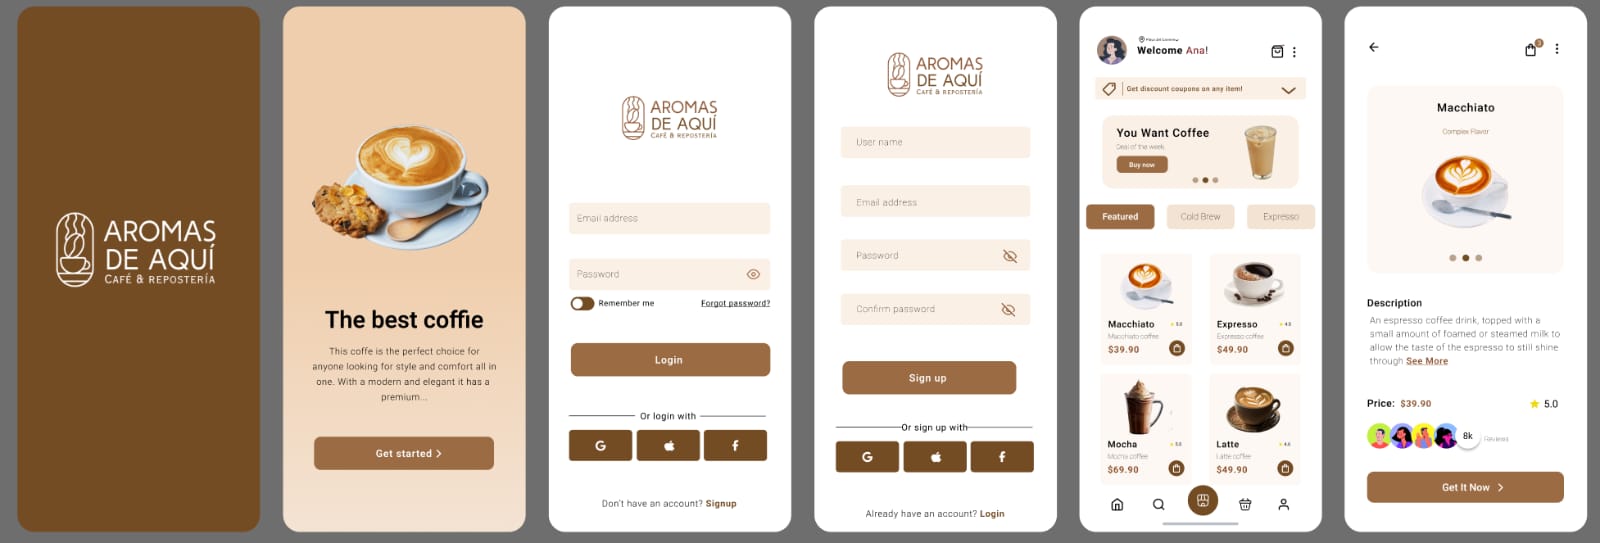 AROMAS
DE AQUÍ
CAFÉ & REPOSTERÍA
The best coffie
This coffe is the perfect choice for
anyone looking for style and comfort all in
one. With a modern and elegant it has a
premium...
Get started
AROMAS
DE AQUÍ
CAFÉ & REPOSTERÍA
Email address
Password
Remember me
Forgot password?
Login
Or login with
Don't have an account? Signup
AROMAS
DE AQUÍ
CAFÉ & REPOSTERÍA
User name
Email address
Password
Confirm password
Sign up
Or sign up with
Already have an account? Login
Welcome Ana!
Get discount coupons on any item!
You Want Coffee
Deal of the week
Buy now
Featured
Cold Brew
Expresso
Macchiato 5.0
Macchiato coffee
$39.90
Expresso 4.5
Expresso coffee
$49.90
Mocha 5.0
Mocha coffee
$69.90
Latte
Latte coffee
$49.90
Macchiato
Complex Flavor
Description
An espresso coffee drink, topped with a
small amount of foamed or steamed milk to
allow the taste of the espresso to still shine
through See More
Price: $39.90
5.0
8k
Reviews
Get It Now